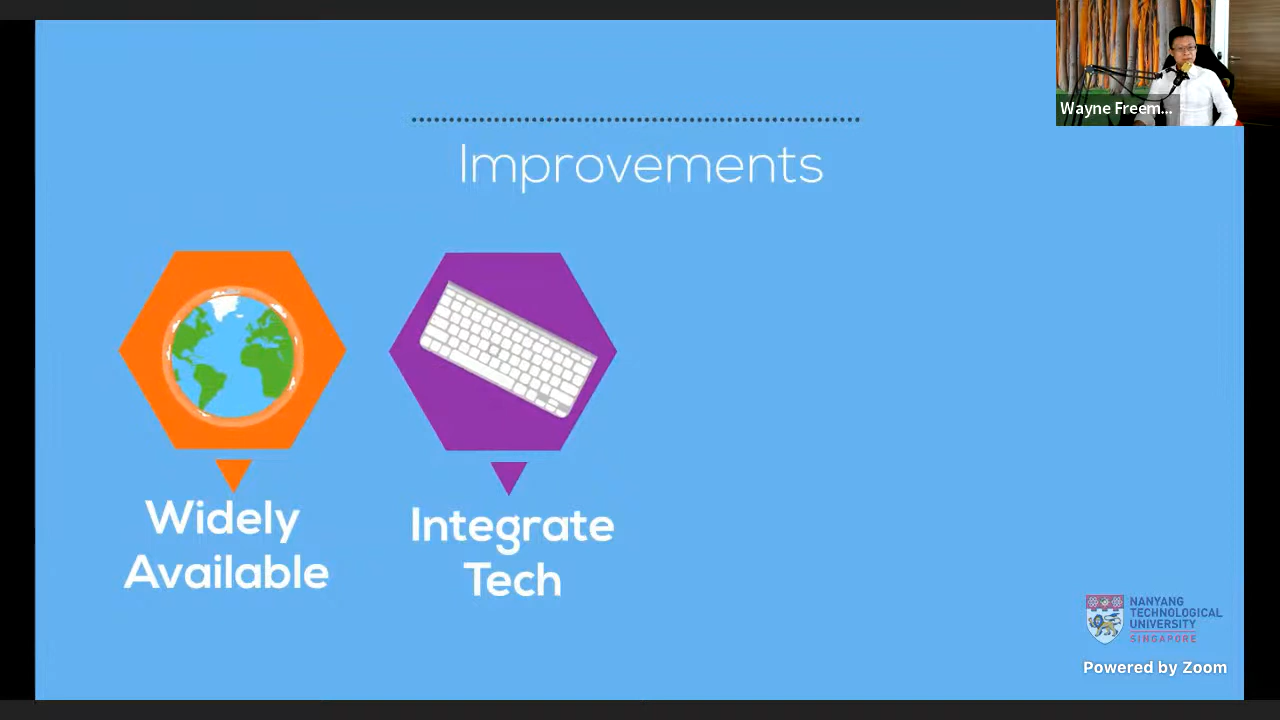 Wayne Freem...
Improvements
Widely
Available
Integrate
Tech
NANYANG
TECHNOLOGICAL
UNIVERSITY
SINGAPORE
Powered by Zoom